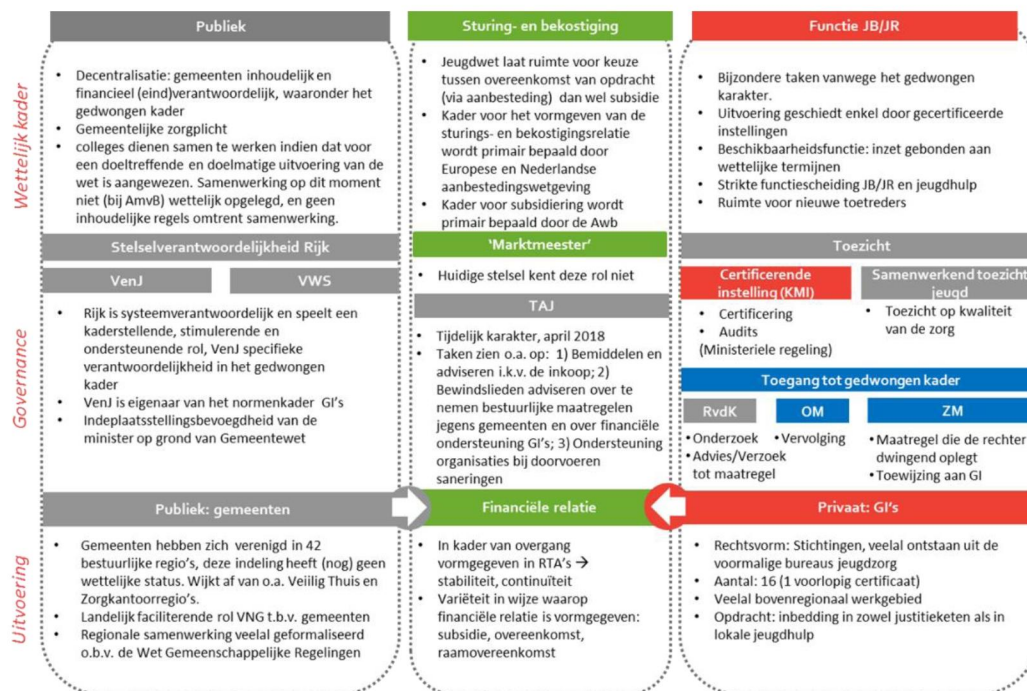 Publiek
Sturing- en bekostiging
Functie JB/JR
Wettelijk kader
• Decentralisatie: gemeenten inhoudelijk en
financieel (eind)verantwoordelijk, waaronder het
gedwongen kader
• Gemeentelijke zorgplicht
• colleges dienen samen te werken indien dat voor
een doeltreffende en doelmatige uitvoering van de
wet is aangewezen. Samenwerking op dit moment
niet (bij AmvB) wettelijk opgelegd, en geen
inhoudelijke regels omtrent samenwerking.
• Jeugdwet laat ruimte voor keuze
tussen overeenkomst van opdracht
(via aanbesteding) dan wel subsidie
• Kader voor het vormgeven van de
sturings- en bekostigingsrelatie
wordt primair bepaald door
Europese en Nederlandse
aanbestedingswetgeving
• Kader voor subsidiering wordt
primair bepaald door de Awb
• Bijzondere taken vanwege het gedwongen
karakter.
• Uitvoering geschiedt enkel door gecertificeerde
instellingen
• Beschikbaarheidsfunctie: inzet gebonden aan
wettelijke termijnen
• Strikte functiescheiding JB/JR en jeugdhulp
• Ruimte voor nieuwe toetreders
Governance
Stelselverantwoordelijkheid Rijk
VenJ
VWS
• Rijk is systeemverantwoordelijk en speelt een
kaderstellende, stimulerende en
ondersteunende rol, VenJ specifieke
verantwoordelijkheid in het gedwongen
kader
• VenJ is eigenaar van het normenkader GI's
• Indeplaatsstellingsbevoegdheid van de
minister op grond van Gemeentewet
'Marktmeester'
• Huidige stelsel kent deze rol niet
TAJ
• Tijdelijk karakter, april 2018
• Taken zien o.a. op: 1) Bemiddelen en
adviseren i.k.v. de inkoop; 2)
Bewindslieden adviseren over te
nemen bestuurlijke maatregelen
jegens gemeenten en over financiële
ondersteuning GI's; 3) Ondersteuning
organisaties bij doorvoeren
saneringen
Toezicht
Certificerende
instelling (KMI)
• Certificering
• Audits
(Ministeriele regeling)
Samenwerkend toezicht
jeugd
• Toezicht op kwaliteit
van de zorg
Toegang tot gedwongen kader
RvdK
OM
ZM
• Onderzoek
• Advies/Verzoek
tot maatregel
• Vervolging
• Maatregel die de rechter
dwingend oplegt
• Toewijzing aan GI
Uitvoering
Publiek: gemeenten
Financiële relatie
Privaat: GI's
• Gemeenten hebben zich verenigd in 42
bestuurlijke regio's, deze indeling heeft (nog) geen
wettelijke status. Wijkt af van o.a. Veiilig Thuis en
Zorgkantoorregio's.
• Landelijk faciliterende rol VNG t.b.v. gemeenten
• Regionale samenwerking veelal geformaliseerd
o.b.v. de Wet Gemeenschappelijke Regelingen
• In kader van overgang
vormgegeven in RTA's →
stabiliteit, continuïteit
• Variëteit in wijze waarop
financiële relatie is vormgegeven:
subsidie, overeenkomst,
raamovereenkomst
• Rechtsvorm: Stichtingen, veelal ontstaan uit de
voormalige bureaus jeugdzorg
• Aantal: 16 (1 voorlopig certificaat)
• Veelal bovenregionaal werkgebied
• Opdracht: inbedding in zowel justitieketen als in
lokale jeugdhulp